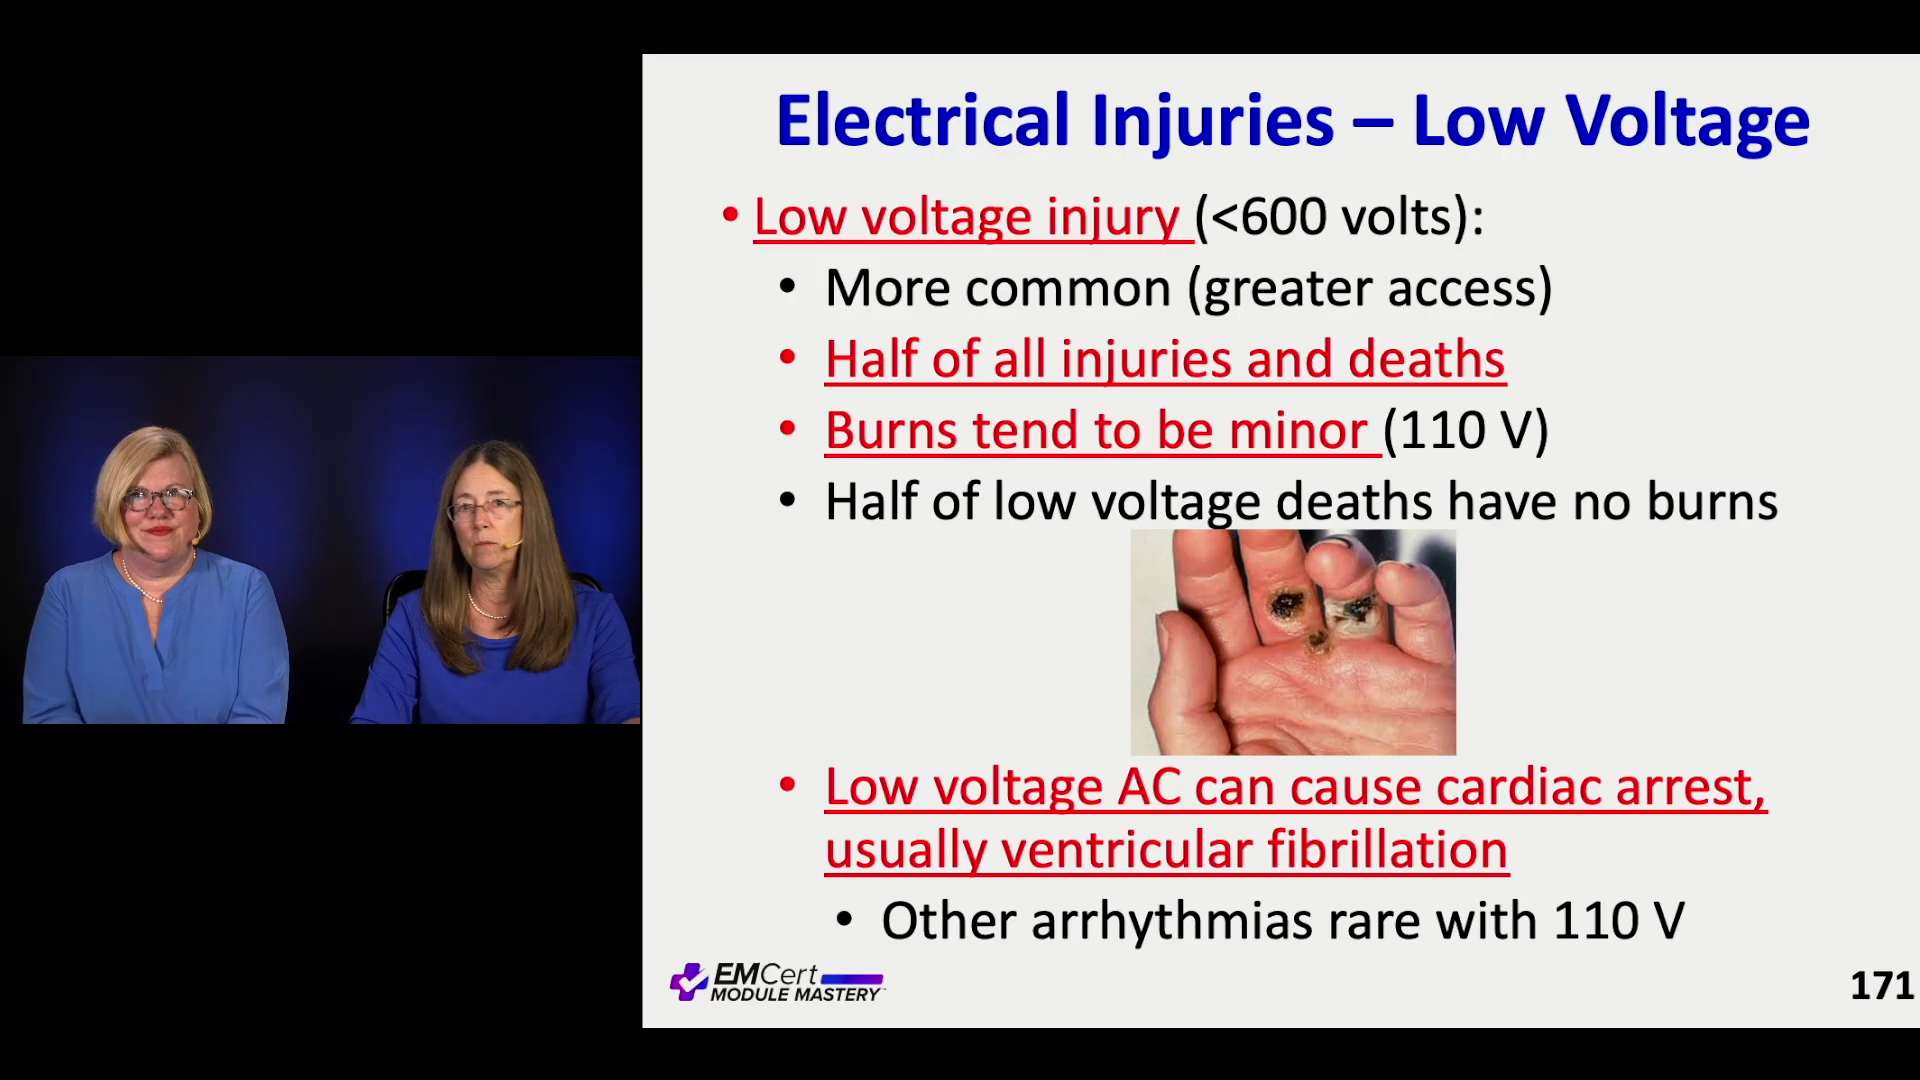 Electrical Injuries – Low Voltage
• Low voltage injury (<600 volts):
• More common (greater access)
• Half of all injuries and deaths
• Burns tend to be minor (110 V)
• Half of low voltage deaths have no burns
• Low voltage AC can cause cardiac arrest,
usually ventricular fibrillation
• Other arrhythmias rare with 110 V
EMCert
MODULE MASTERY™
171